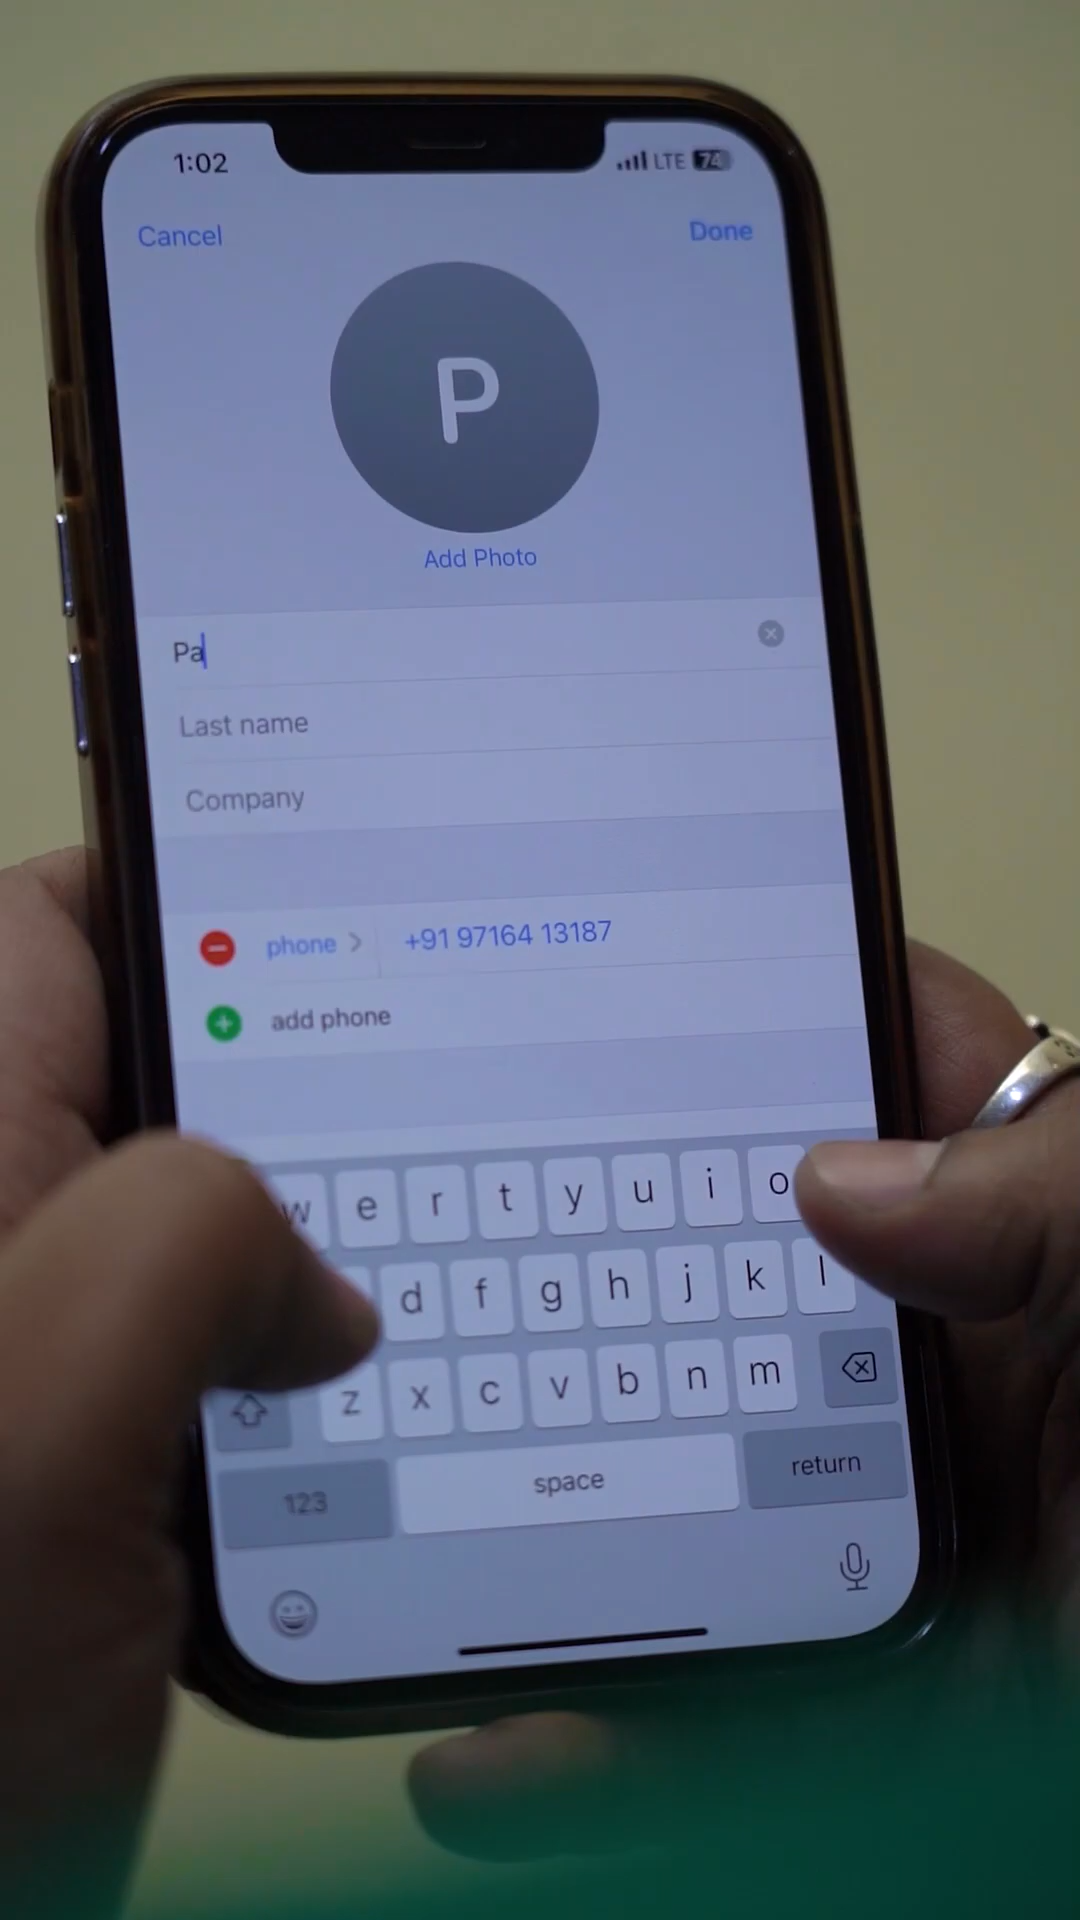 1:02 LTE 74
Cancel Done
P
Add Photo
Pa
Last name
Company
phone +91 97164 13187
add phone
w e r t y u i o
d f g h j k l
z x c v b n m
123 space return